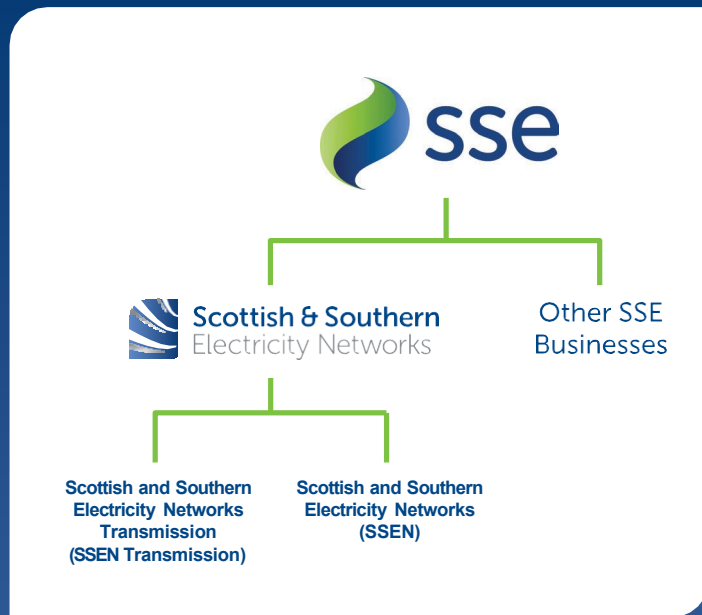 sse
Scottish & Southern
Electricity Networks
Other SSE
Businesses
Scottish and Southern
Electricity Networks
Transmission
(SSEN Transmission)
Scottish and Southern
Electricity Networks
(SSEN)